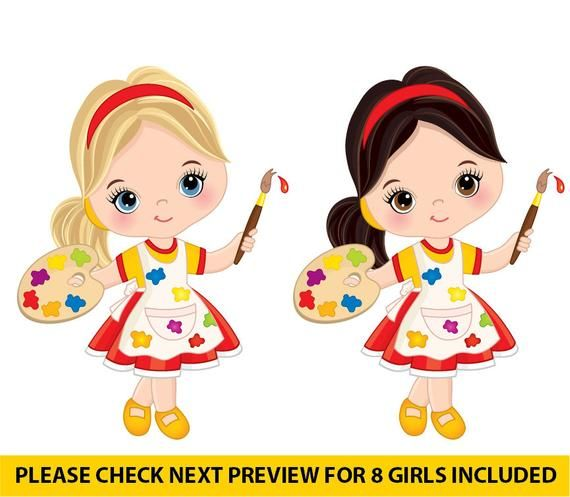 PLEASE CHECK NEXT PREVIEW FOR 8 GIRLS INCLUDED